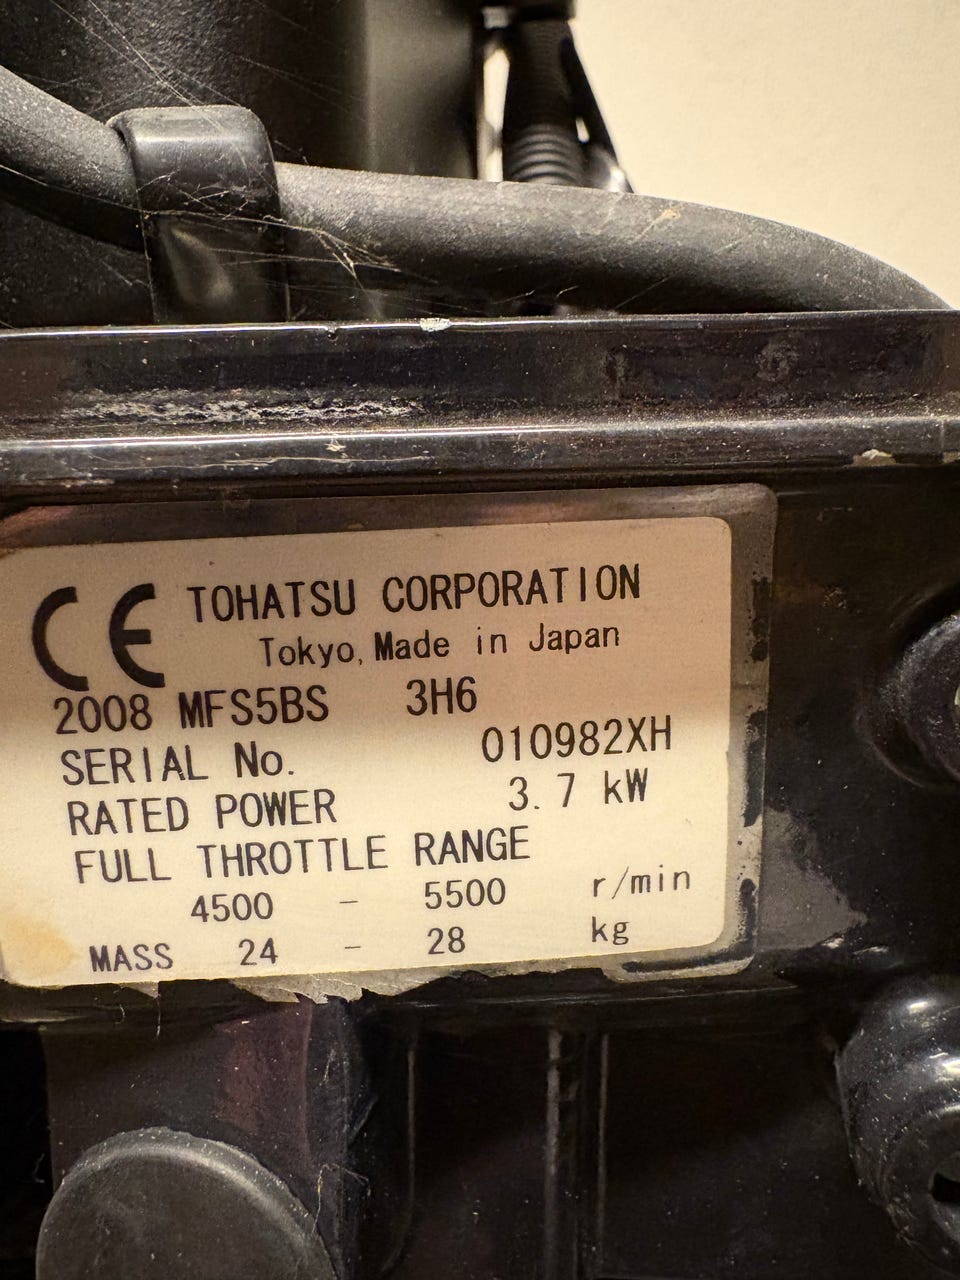 CE TOHATSU CORPORATION
Tokyo, Made in Japan
2008 MFS5BS 3H6
SERIAL No. 010982XH
RATED POWER 3.7 kW
FULL THROTTLE RANGE
4500 - 5500 r/min
MASS 24 - 28 kg